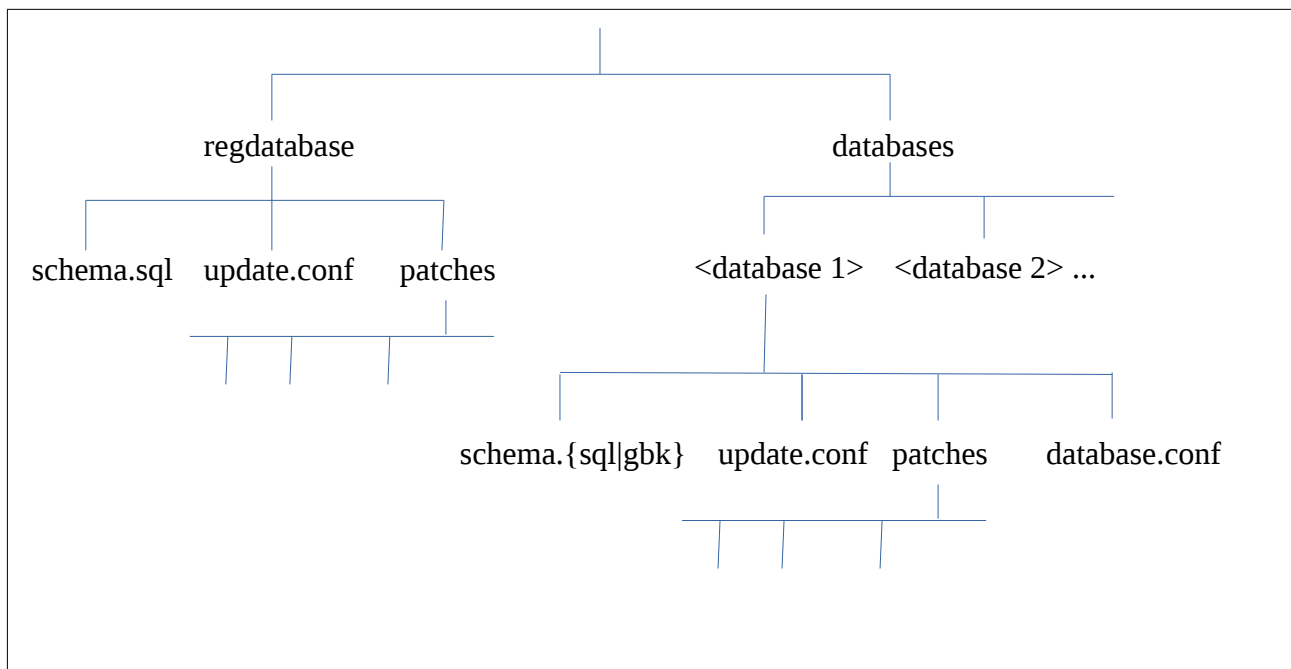 regdatabase databases
schema.sql update.conf patches <database 1> <database 2> ...
schema.{sql|gbk} update.conf patches database.conf